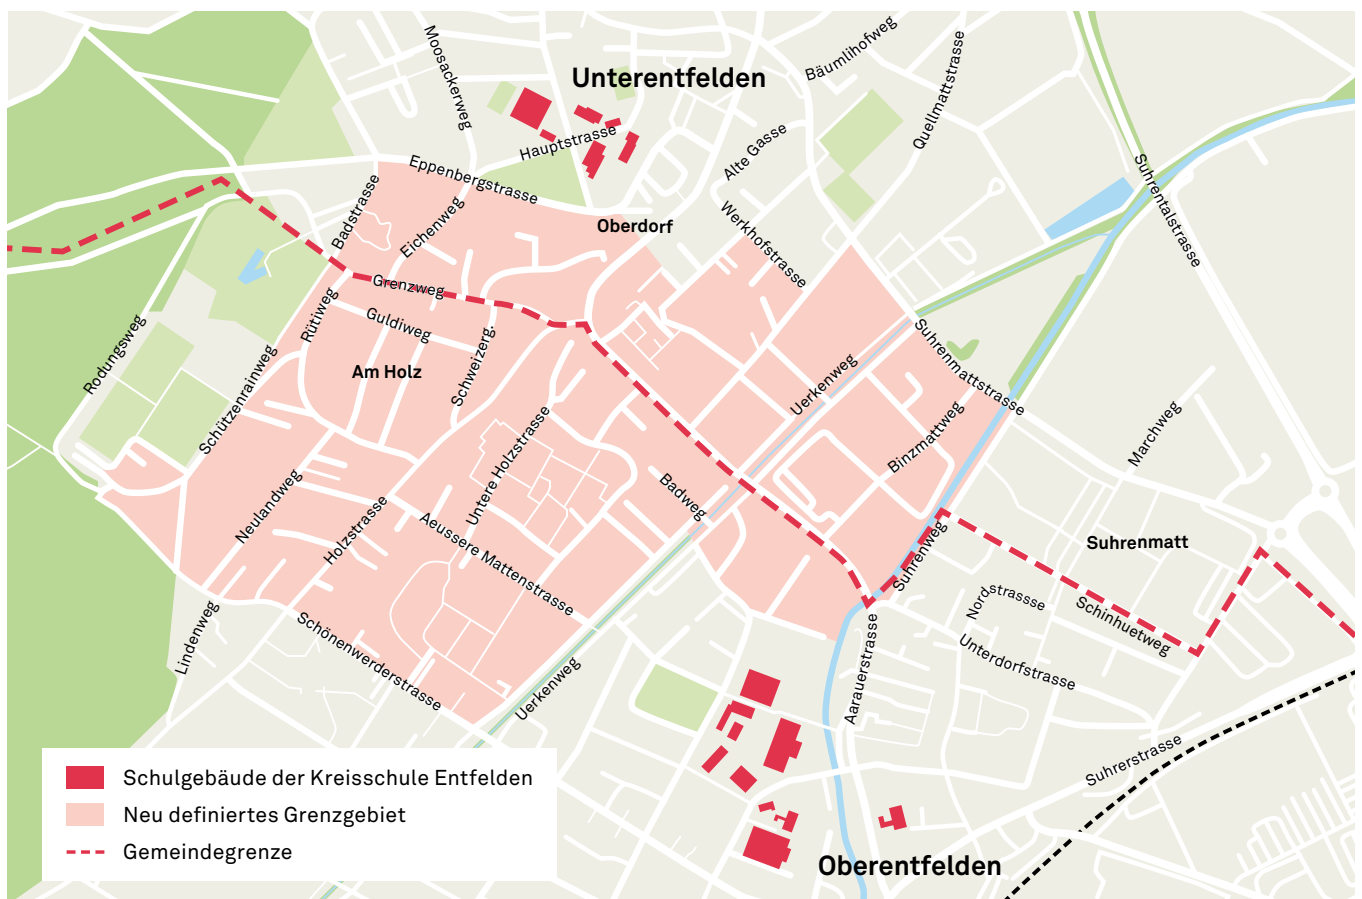 Unterentfelden
Moosackerweg
Bäumlihofweg
Quellmattstrasse
Hauptstrasse
Alte Gasse
Eppenbergstrasse
Suhrentalstrasse
Badstrasse
Eichenweg
Oberdorf
Werkhofstrasse
Grenzweg
Rütiweg
Guldiweg
Rodungsweg
Schützenrainweg
Am Holz
Schweizerg.
Suhrenmattstrasse
Uerkenweg
Binzmattweg
Marchweg
Untere Holzstrasse
Badweg
Neulandweg
Holzstrasse
Aeussere Mattenstrasse
Suhrenweg
Suhrenmatt
Nordstrassse
Schinhuetweg
Lindenweg
Schönenwerderstrasse
Uerkenweg
Aarauerstrasse
Unterdorfstrasse
Suhrerstrasse
Schulgebäude der Kreisschule Entfelden
Neu definiertes Grenzgebiet
Gemeindegrenze
Oberentfelden